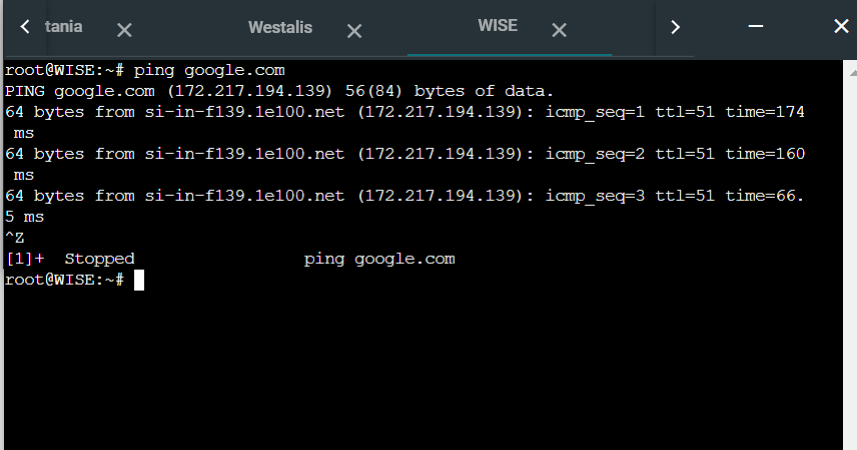 tania Westalis WISE
root@WISE:~# ping google.com
PING google.com (172.217.194.139) 56(84) bytes of data.
64 bytes from si-in-f139.1e100.net (172.217.194.139): icmp_seq=1 ttl=51 time=174
 ms
64 bytes from si-in-f139.1e100.net (172.217.194.139): icmp_seq=2 ttl=51 time=160
 ms
64 bytes from si-in-f139.1e100.net (172.217.194.139): icmp_seq=3 ttl=51 time=66.
5 ms
^Z
[1]+  Stopped                 ping google.com
root@WISE:~#